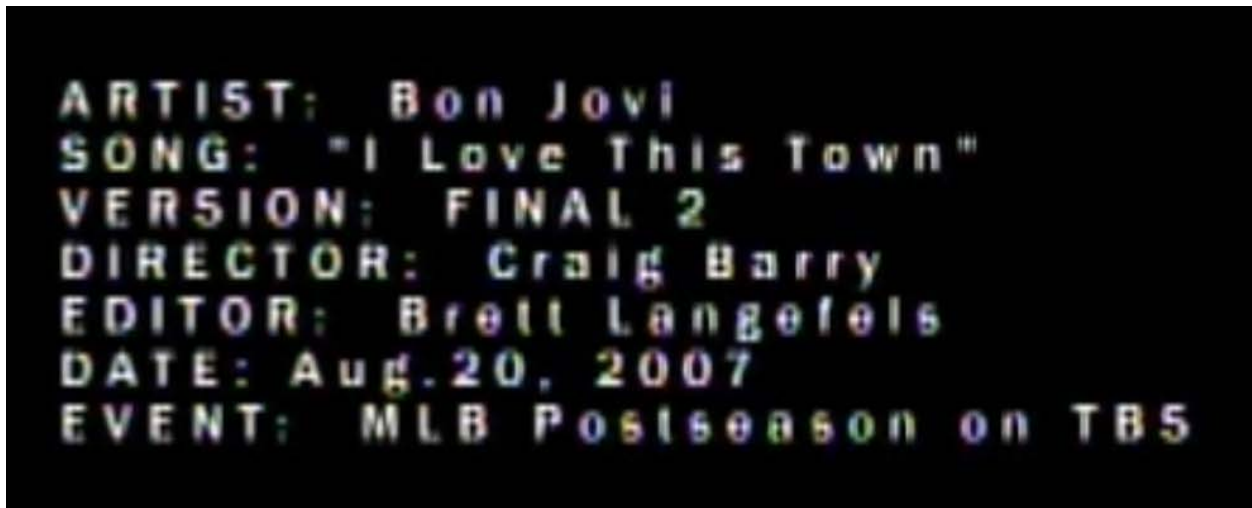 ARTIST: Bon Jovi
SONG: "I Love This Town"
VERSION: FINAL 2
DIRECTOR: Craig Barry
EDITOR: Brett Langefels
DATE: Aug.20, 2007
EVENT: MLB Postseason on TBS